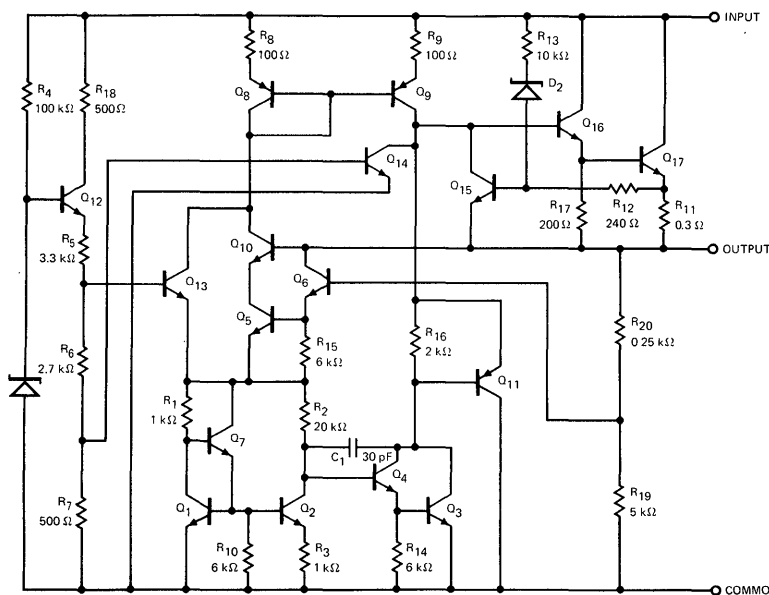 INPUT
R8
100 Ω
R9
100 Ω
R13
10 kΩ
R4
100 kΩ
R18
500Ω
Q8
Q9
D2
Q16
Q14
Q17
Q12
Q15
R17
200 Ω
R12
240 Ω
R11
0.3 Ω
R5
3.3 kΩ
Q10
OUTPUT
Q13
Q6
Q5
R16
2 kΩ
R20
0.25 kΩ
R6
2.7 kΩ
R15
6 kΩ
Q11
R1
1 kΩ
R2
20 kΩ
Q7
C1
30 pF
Q4
R7
500 Ω
Q1
Q2
Q3
R19
5 kΩ
R10
6 kΩ
R3
1 kΩ
R14
6 kΩ
COMMO